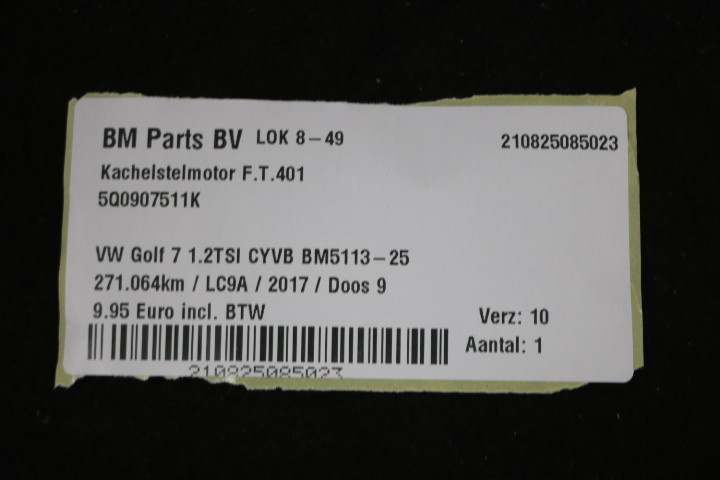 BM Parts BV LOK 8-49 210825085023
Kachelstelmotor F.T.401
5Q0907511K
VW Golf 7 1.2TSI CYVB BM5113-25
271.064km / LC9A / 2017 / Doos 9
9.95 Euro incl. BTW Verz: 10
Aantal: 1
210825085023